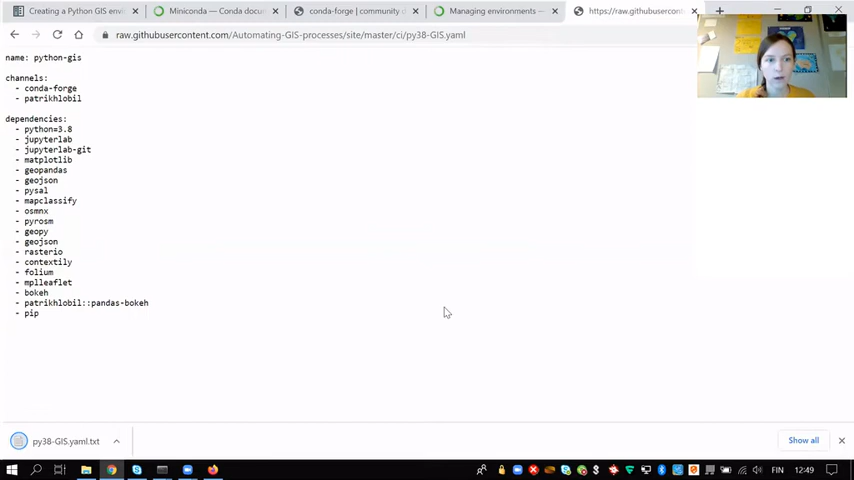 Creating a Python GIS envi
Miniconda — Conda docu
conda-forge | community d
Managing environments —
https://raw.githubusercont
raw.githubusercontent.com/Automating-GIS-processes/site/master/ci/py38-GIS.yaml
name: python-gis
channels:
- conda-forge
- patrikhlobil
dependencies:
- python=3.8
- jupyterlab
- jupyterlab-git
- matplotlib
- geopandas
- geojson
- pysal
- mapclassify
- osmnx
- pyrosm
- geopy
- geojson
- rasterio
- contextily
- folium
- mplleaflet
- bokeh
- patrikhlobil::pandas-bokeh
- pip
py38-GIS.yaml.txt
Show all
FIN
12:49